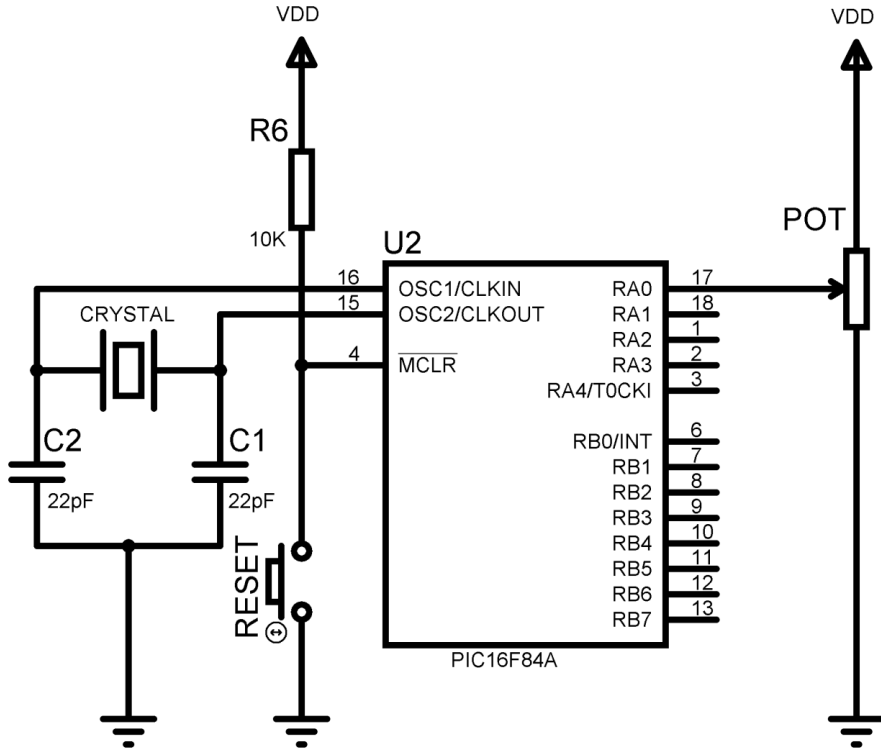 VDD
VDD
R6
10K
POT
U2
16
OSC1/CLKIN
RA0
17
15
OSC2/CLKOUT
RA1
18
CRYSTAL
RA2
1
4
MCLR
RA3
2
RA4/T0CKI
3
C2
22pF
C1
22pF
RB0/INT
6
RB1
7
RB2
8
RB3
9
RB4
10
RB5
11
RB6
12
RB7
13
RESET
PIC16F84A